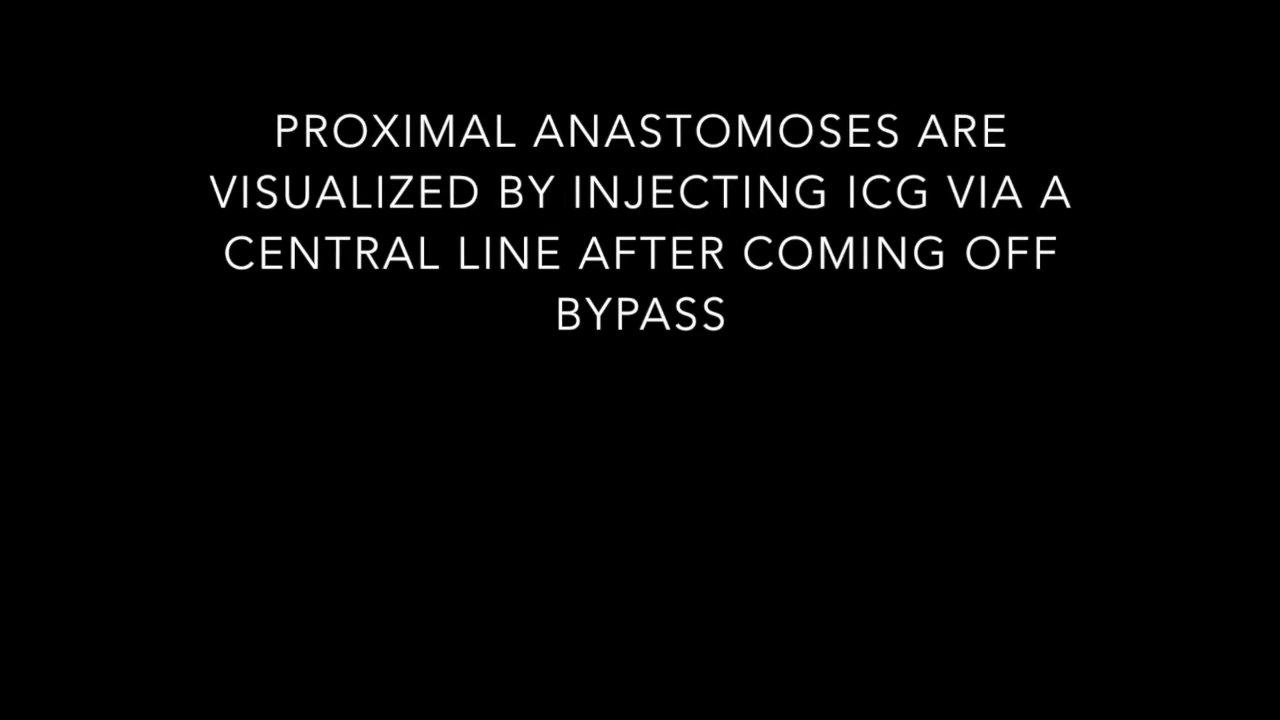 PROXIMAL ANASTOMOSES ARE
VISUALIZED BY INJECTING ICG VIA A
CENTRAL LINE AFTER COMING OFF
BYPASS